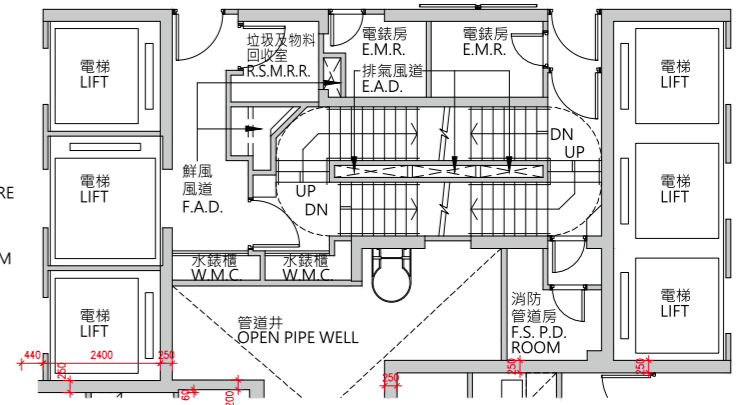 電梯
LIFT
垃圾及物料
回收室
R.S.M.R.R.
電錶房
E.M.R.
電錶房
E.M.R.
電梯
LIFT
排氣風道
E.A.D.
DN
UP
電梯
LIFT
鮮風
風道
F.A.D.
UP
DN
電梯
LIFT
RE
M
水錶櫃
W.M.C.
水錶櫃
W.M.C.
電梯
LIFT
管道井
OPEN PIPE WELL
消防
管道房
F.S. P.D.
ROOM
電梯
LIFT
440
2400
250
250
250
250
250
60
200